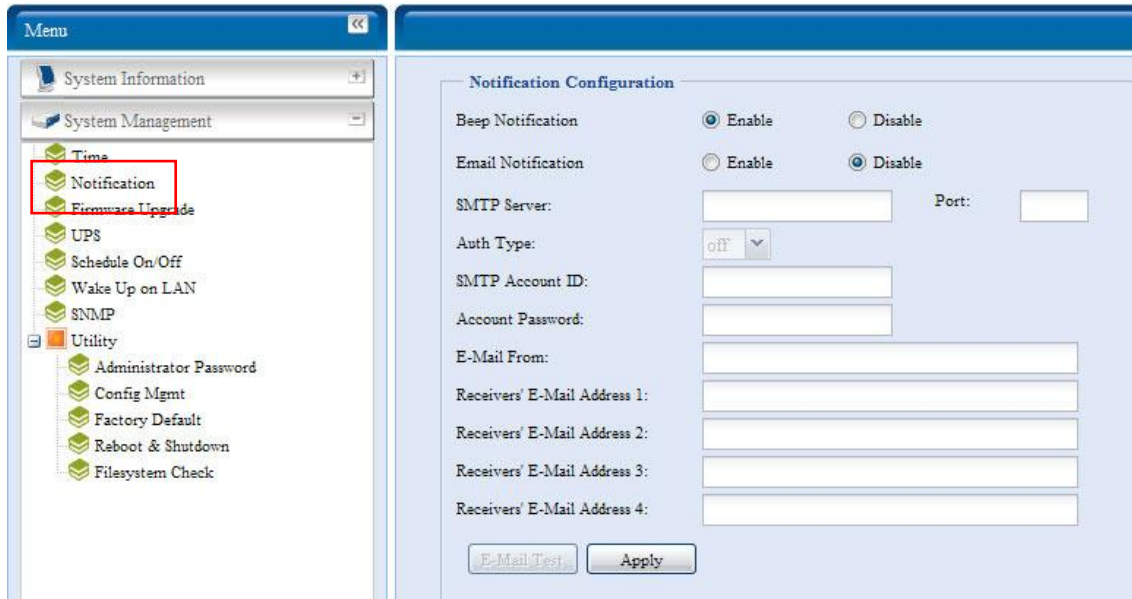 Menu
System Information
System Management
Time
Notification
Firmware Upgrade
UPS
Schedule On/Off
Wake Up on LAN
SNMP
Utility
Administrator Password
Config Mgmt
Factory Default
Reboot & Shutdown
Filesystem Check
Notification Configuration
Beep Notification Enable Disable
Email Notification Enable Disable
SMTP Server: Port:
Auth Type: off
SMTP Account ID:
Account Password:
E-Mail From:
Receivers' E-Mail Address 1:
Receivers' E-Mail Address 2:
Receivers' E-Mail Address 3:
Receivers' E-Mail Address 4:
E-Mail Test Apply